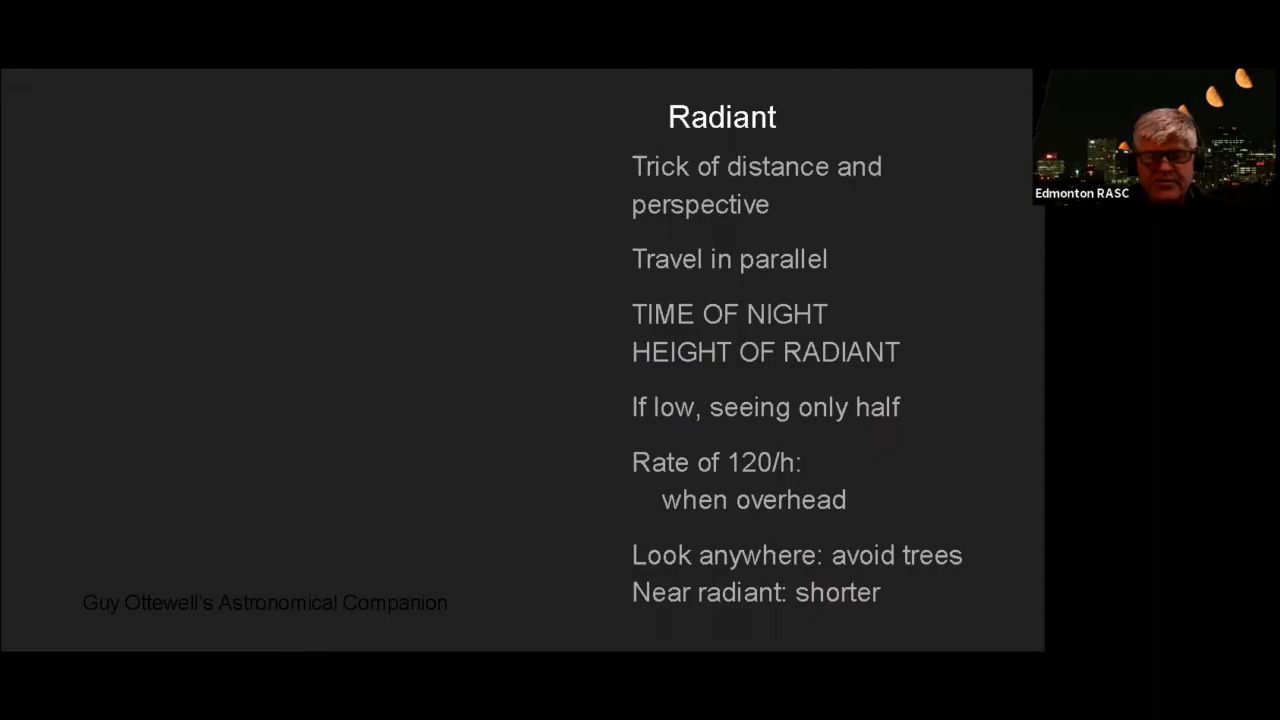 Radiant
Trick of distance and
perspective
Travel in parallel
TIME OF NIGHT
HEIGHT OF RADIANT
If low, seeing only half
Rate of 120/h:
when overhead
Look anywhere: avoid trees
Near radiant: shorter
Guy Ottewell's Astronomical Companion
Edmonton RASC